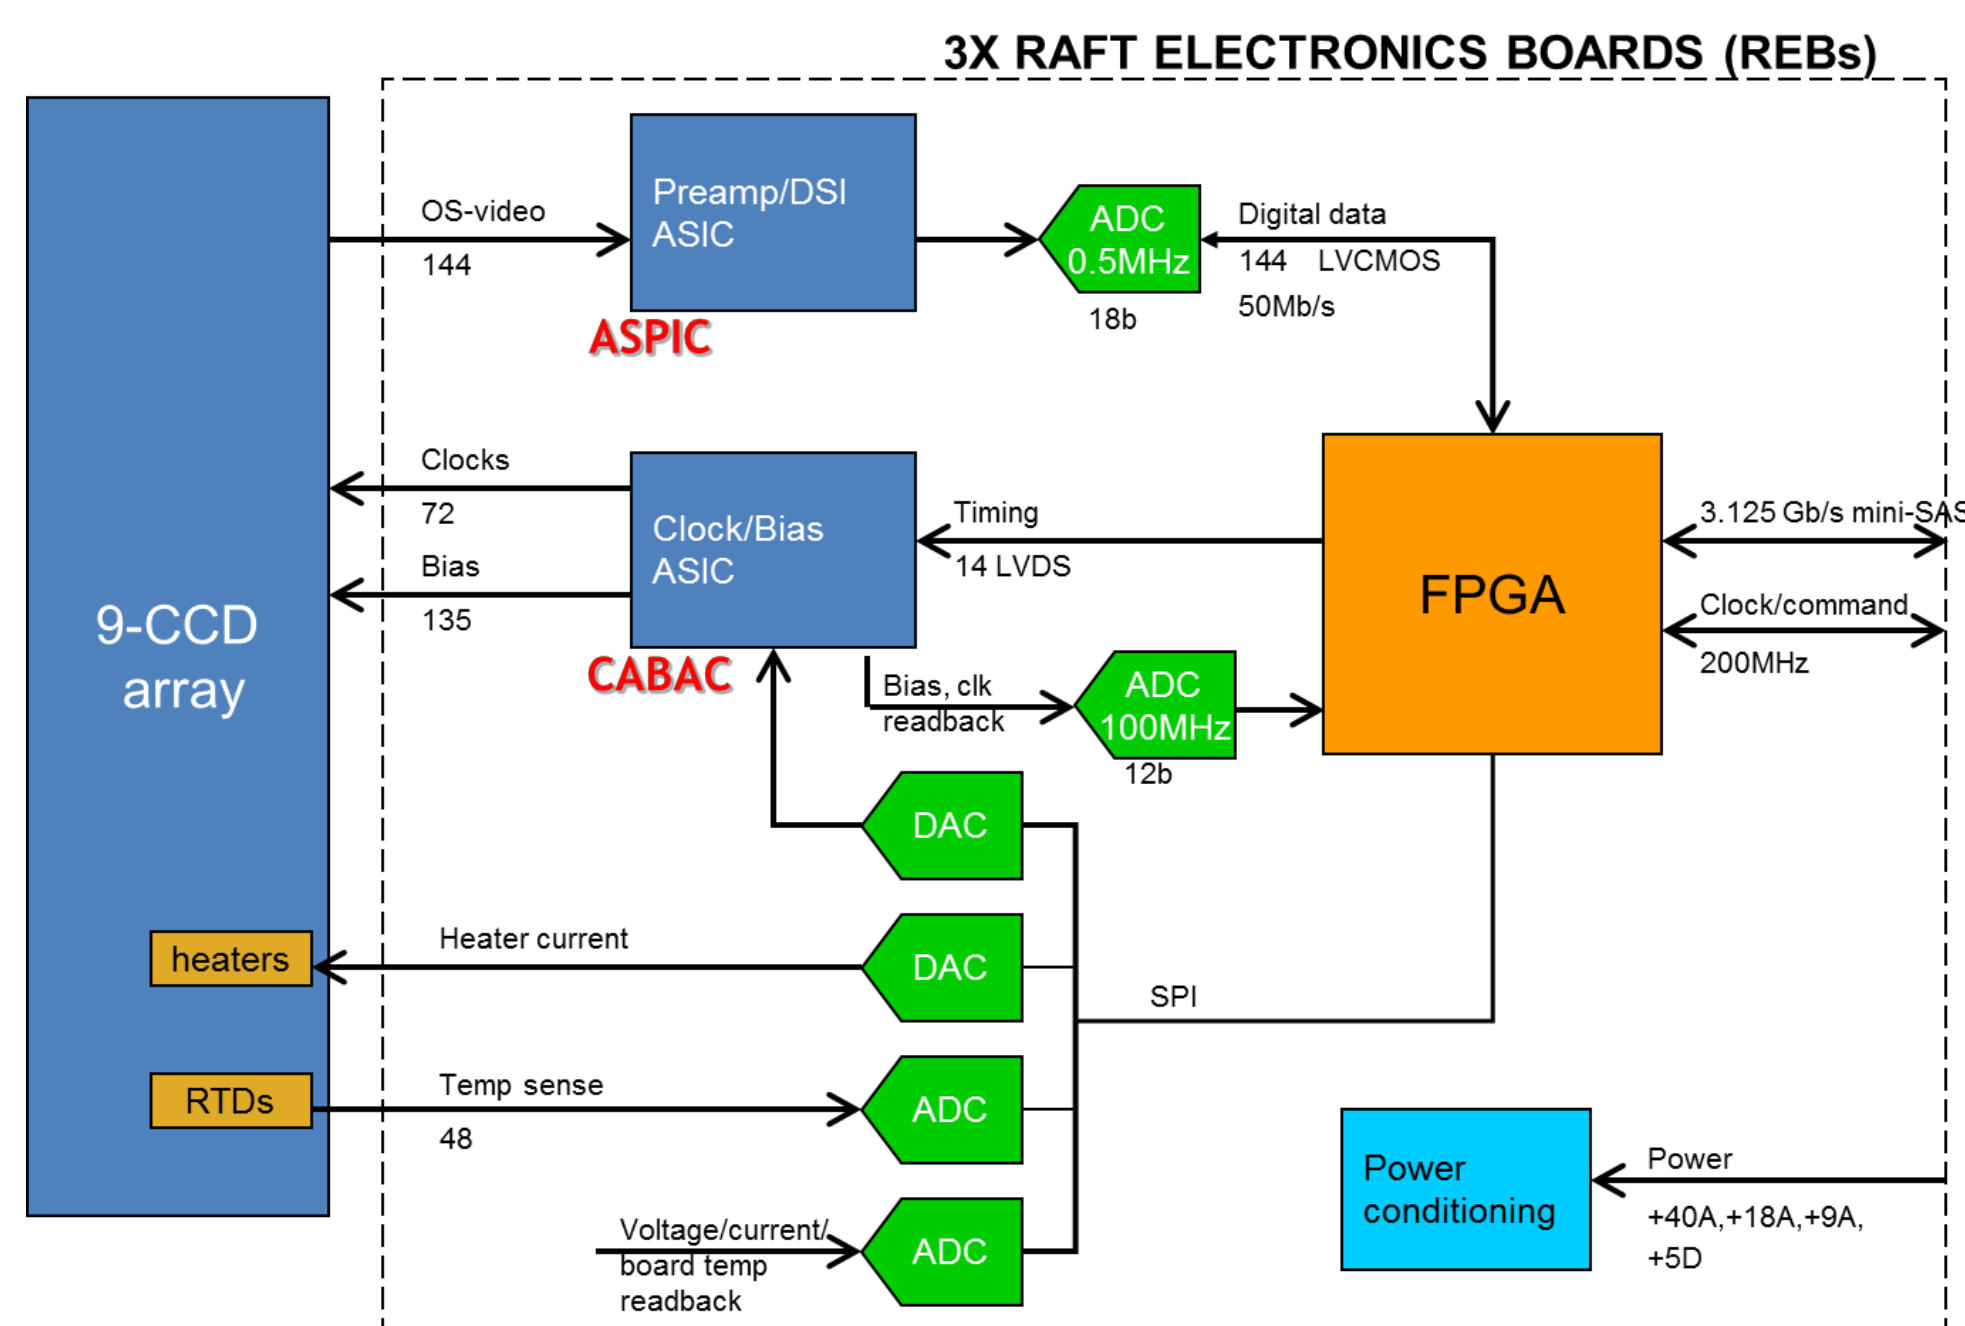 3X RAFT ELECTRONICS BOARDS (REBs)
OS-video
144
Preamp/DSI
ASIC
ASPIC
ADC
0.5MHz
18b
Digital data
144 LVCMOS
50Mb/s
Clocks
72
Bias
135
Clock/Bias
ASIC
CABAC
Timing
14 LVDS
FPGA
3.125 Gb/s mini-SAS
Clock/command
200MHz
9-CCD
array
Bias, clk
readback
ADC
100MHz
12b
DAC
heaters
Heater current
DAC
SPI
RTDs
Temp sense
48
ADC
Voltage/current/
board temp
readback
ADC
Power
conditioning
Power
+40A,+18A,+9A,
+5D